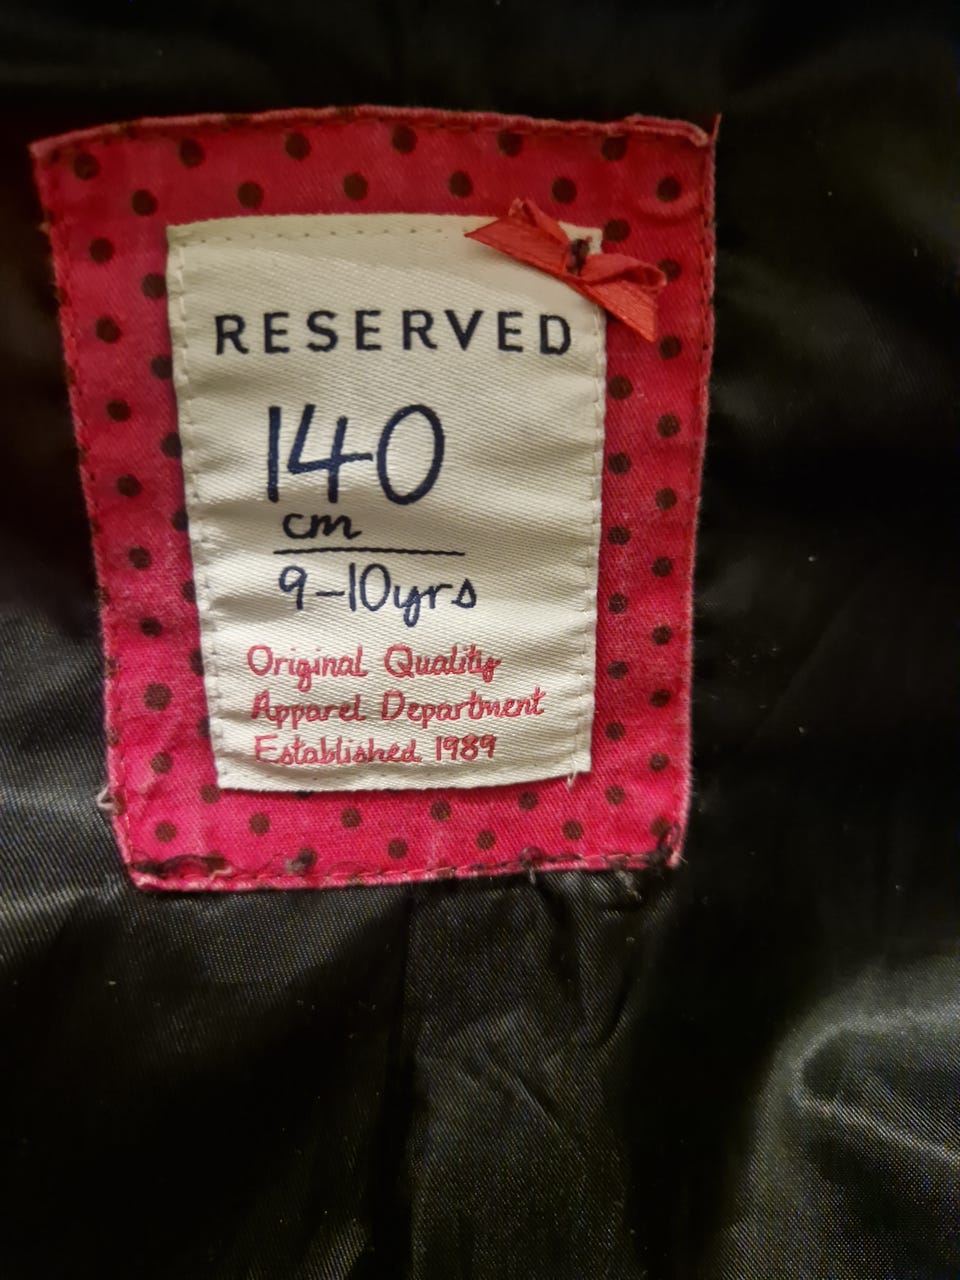 RESERVED
140
cm
9-10yrs
Original Quality
Apparel Department
Established 1989